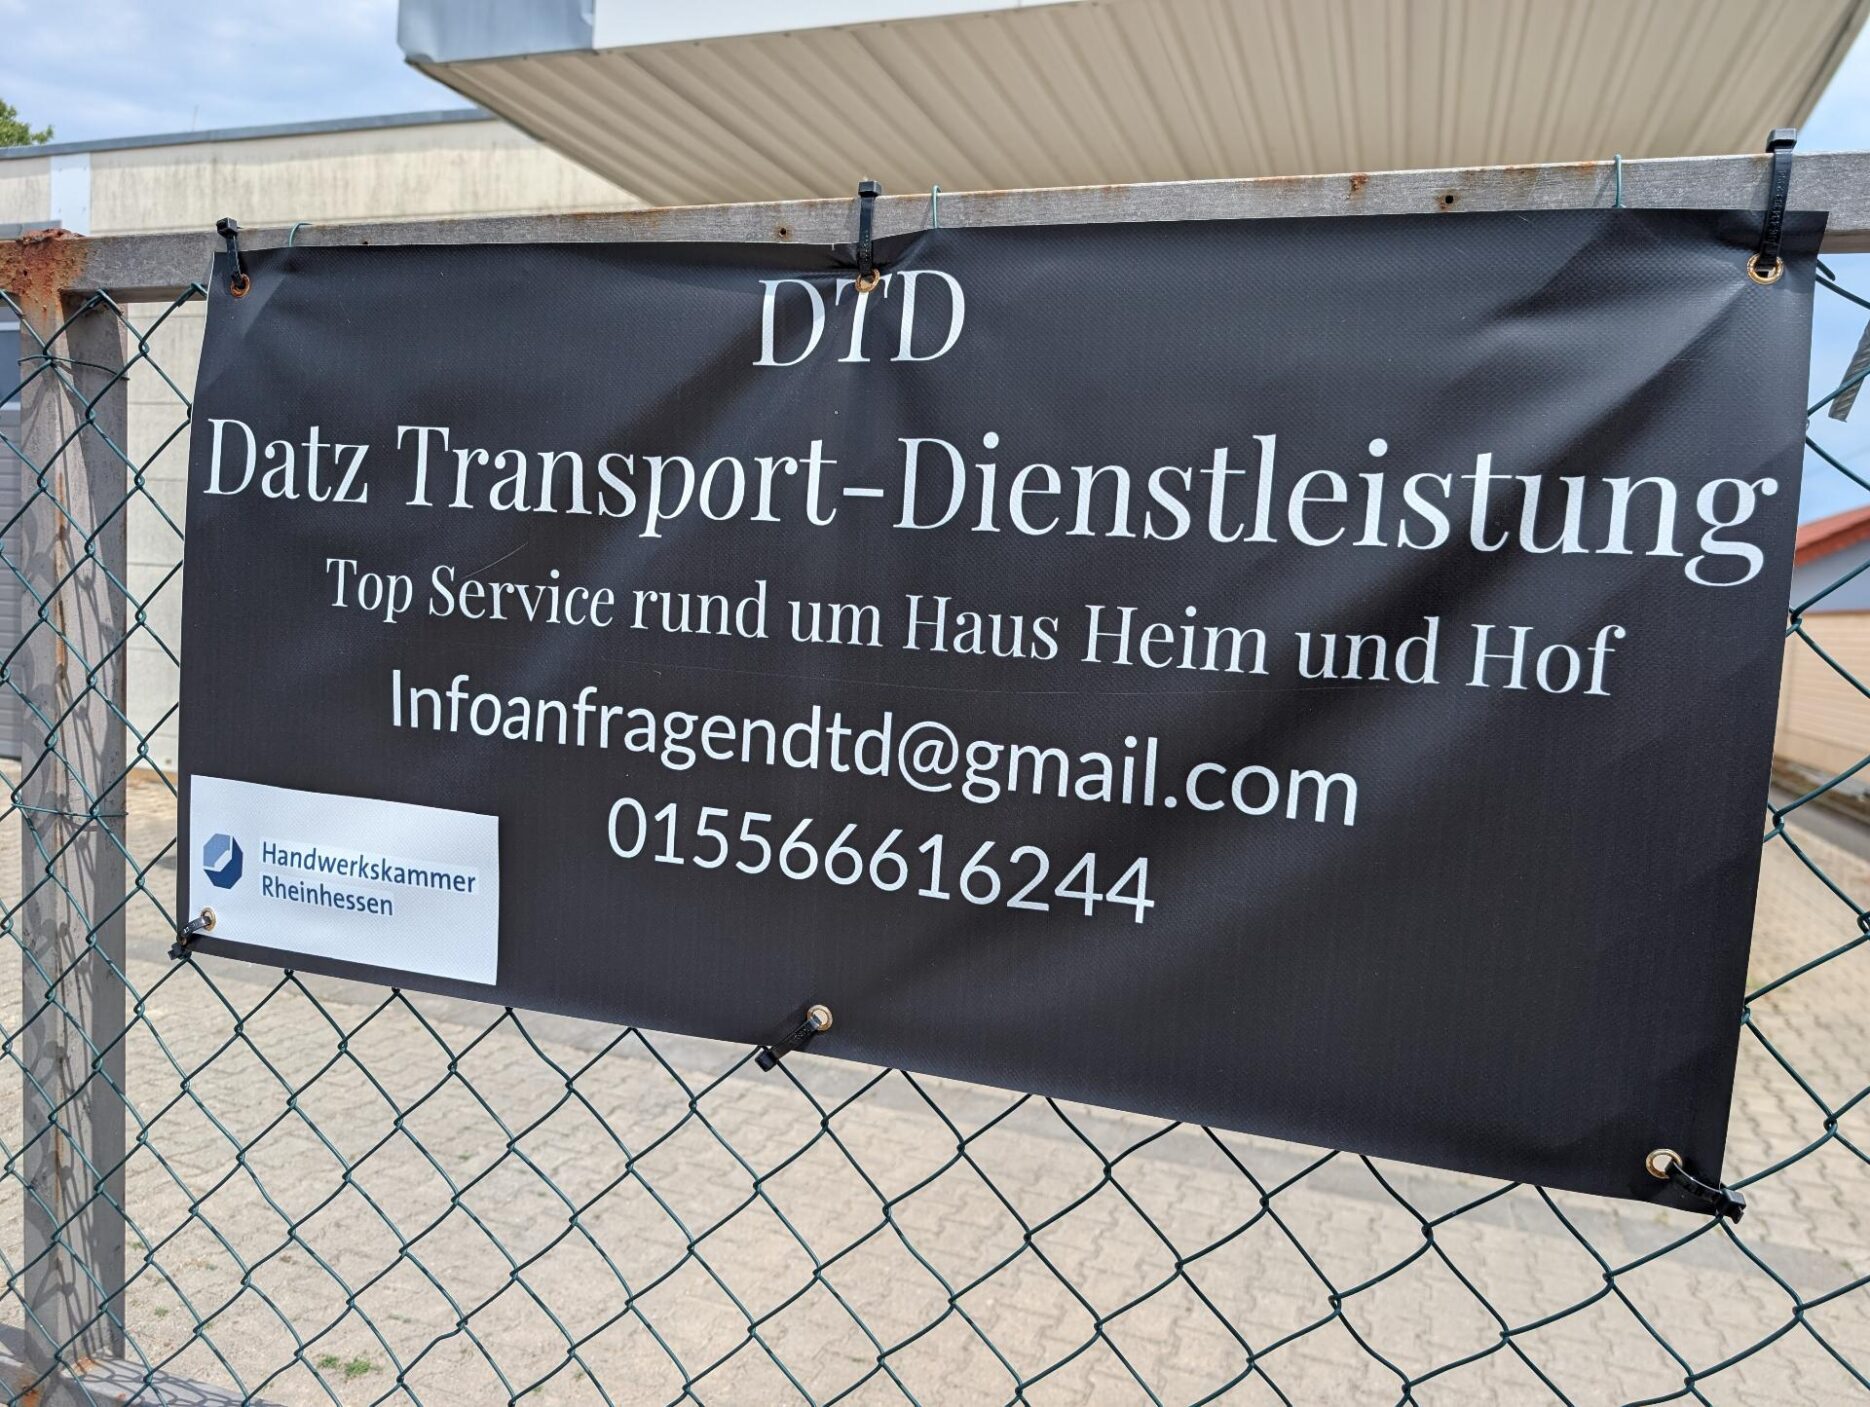 DTD
Datz Transport-Dienstleistung
Top Service rund um Haus Heim und Hof
Infoanfragendtd@gmail.com
015566616244
Handwerkskammer
Rheinhessen